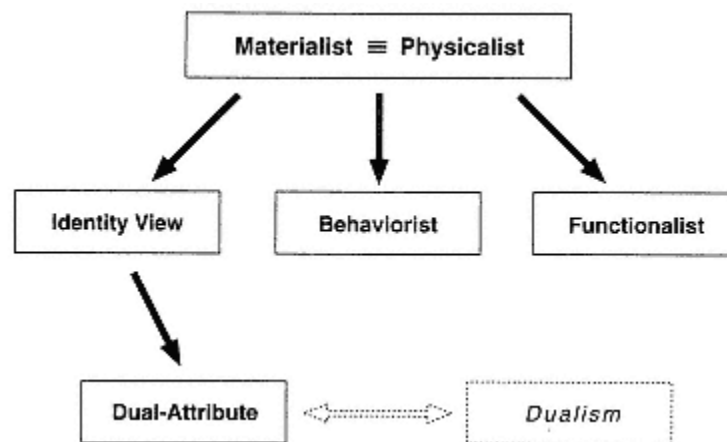 Materialist ≡ Physicalist
Identity View
Behaviorist
Functionalist
Dual-Attribute
Dualism